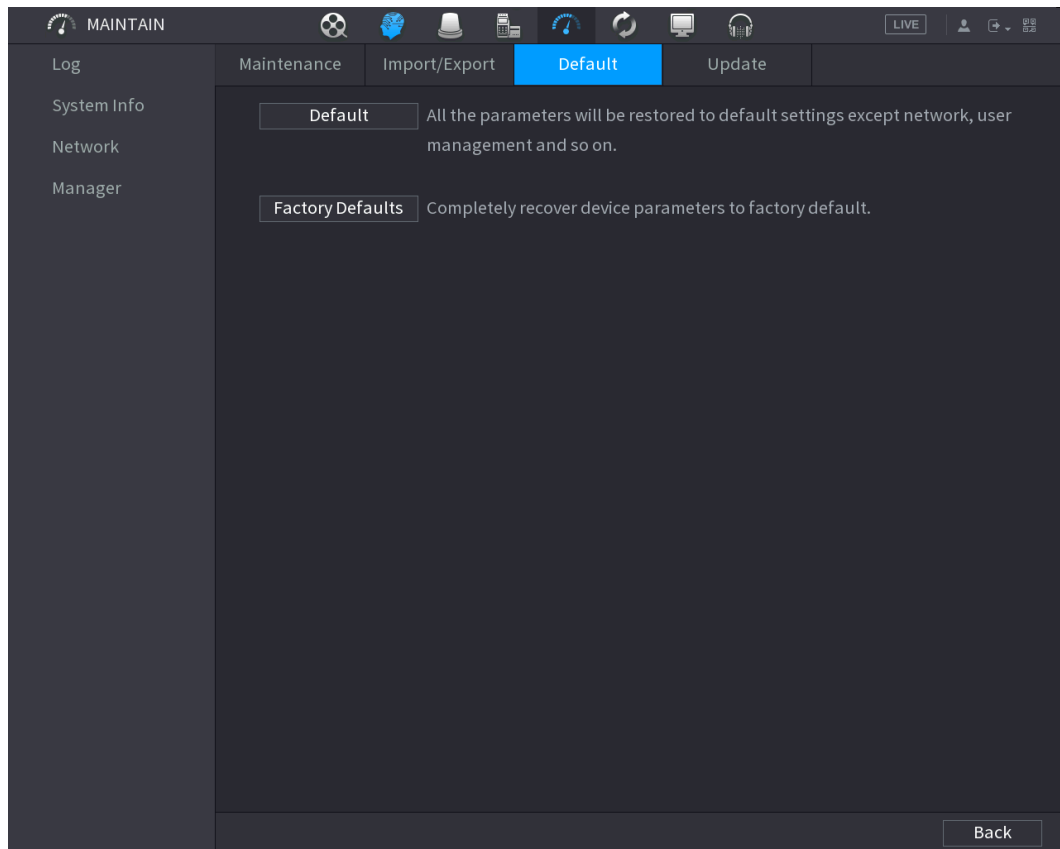 MAINTAIN
LIVE
Log
System Info
Network
Manager
Maintenance
Import/Export
Default
Update
Default
All the parameters will be restored to default settings except network, user
management and so on.
Factory Defaults
Completely recover device parameters to factory default.
Back